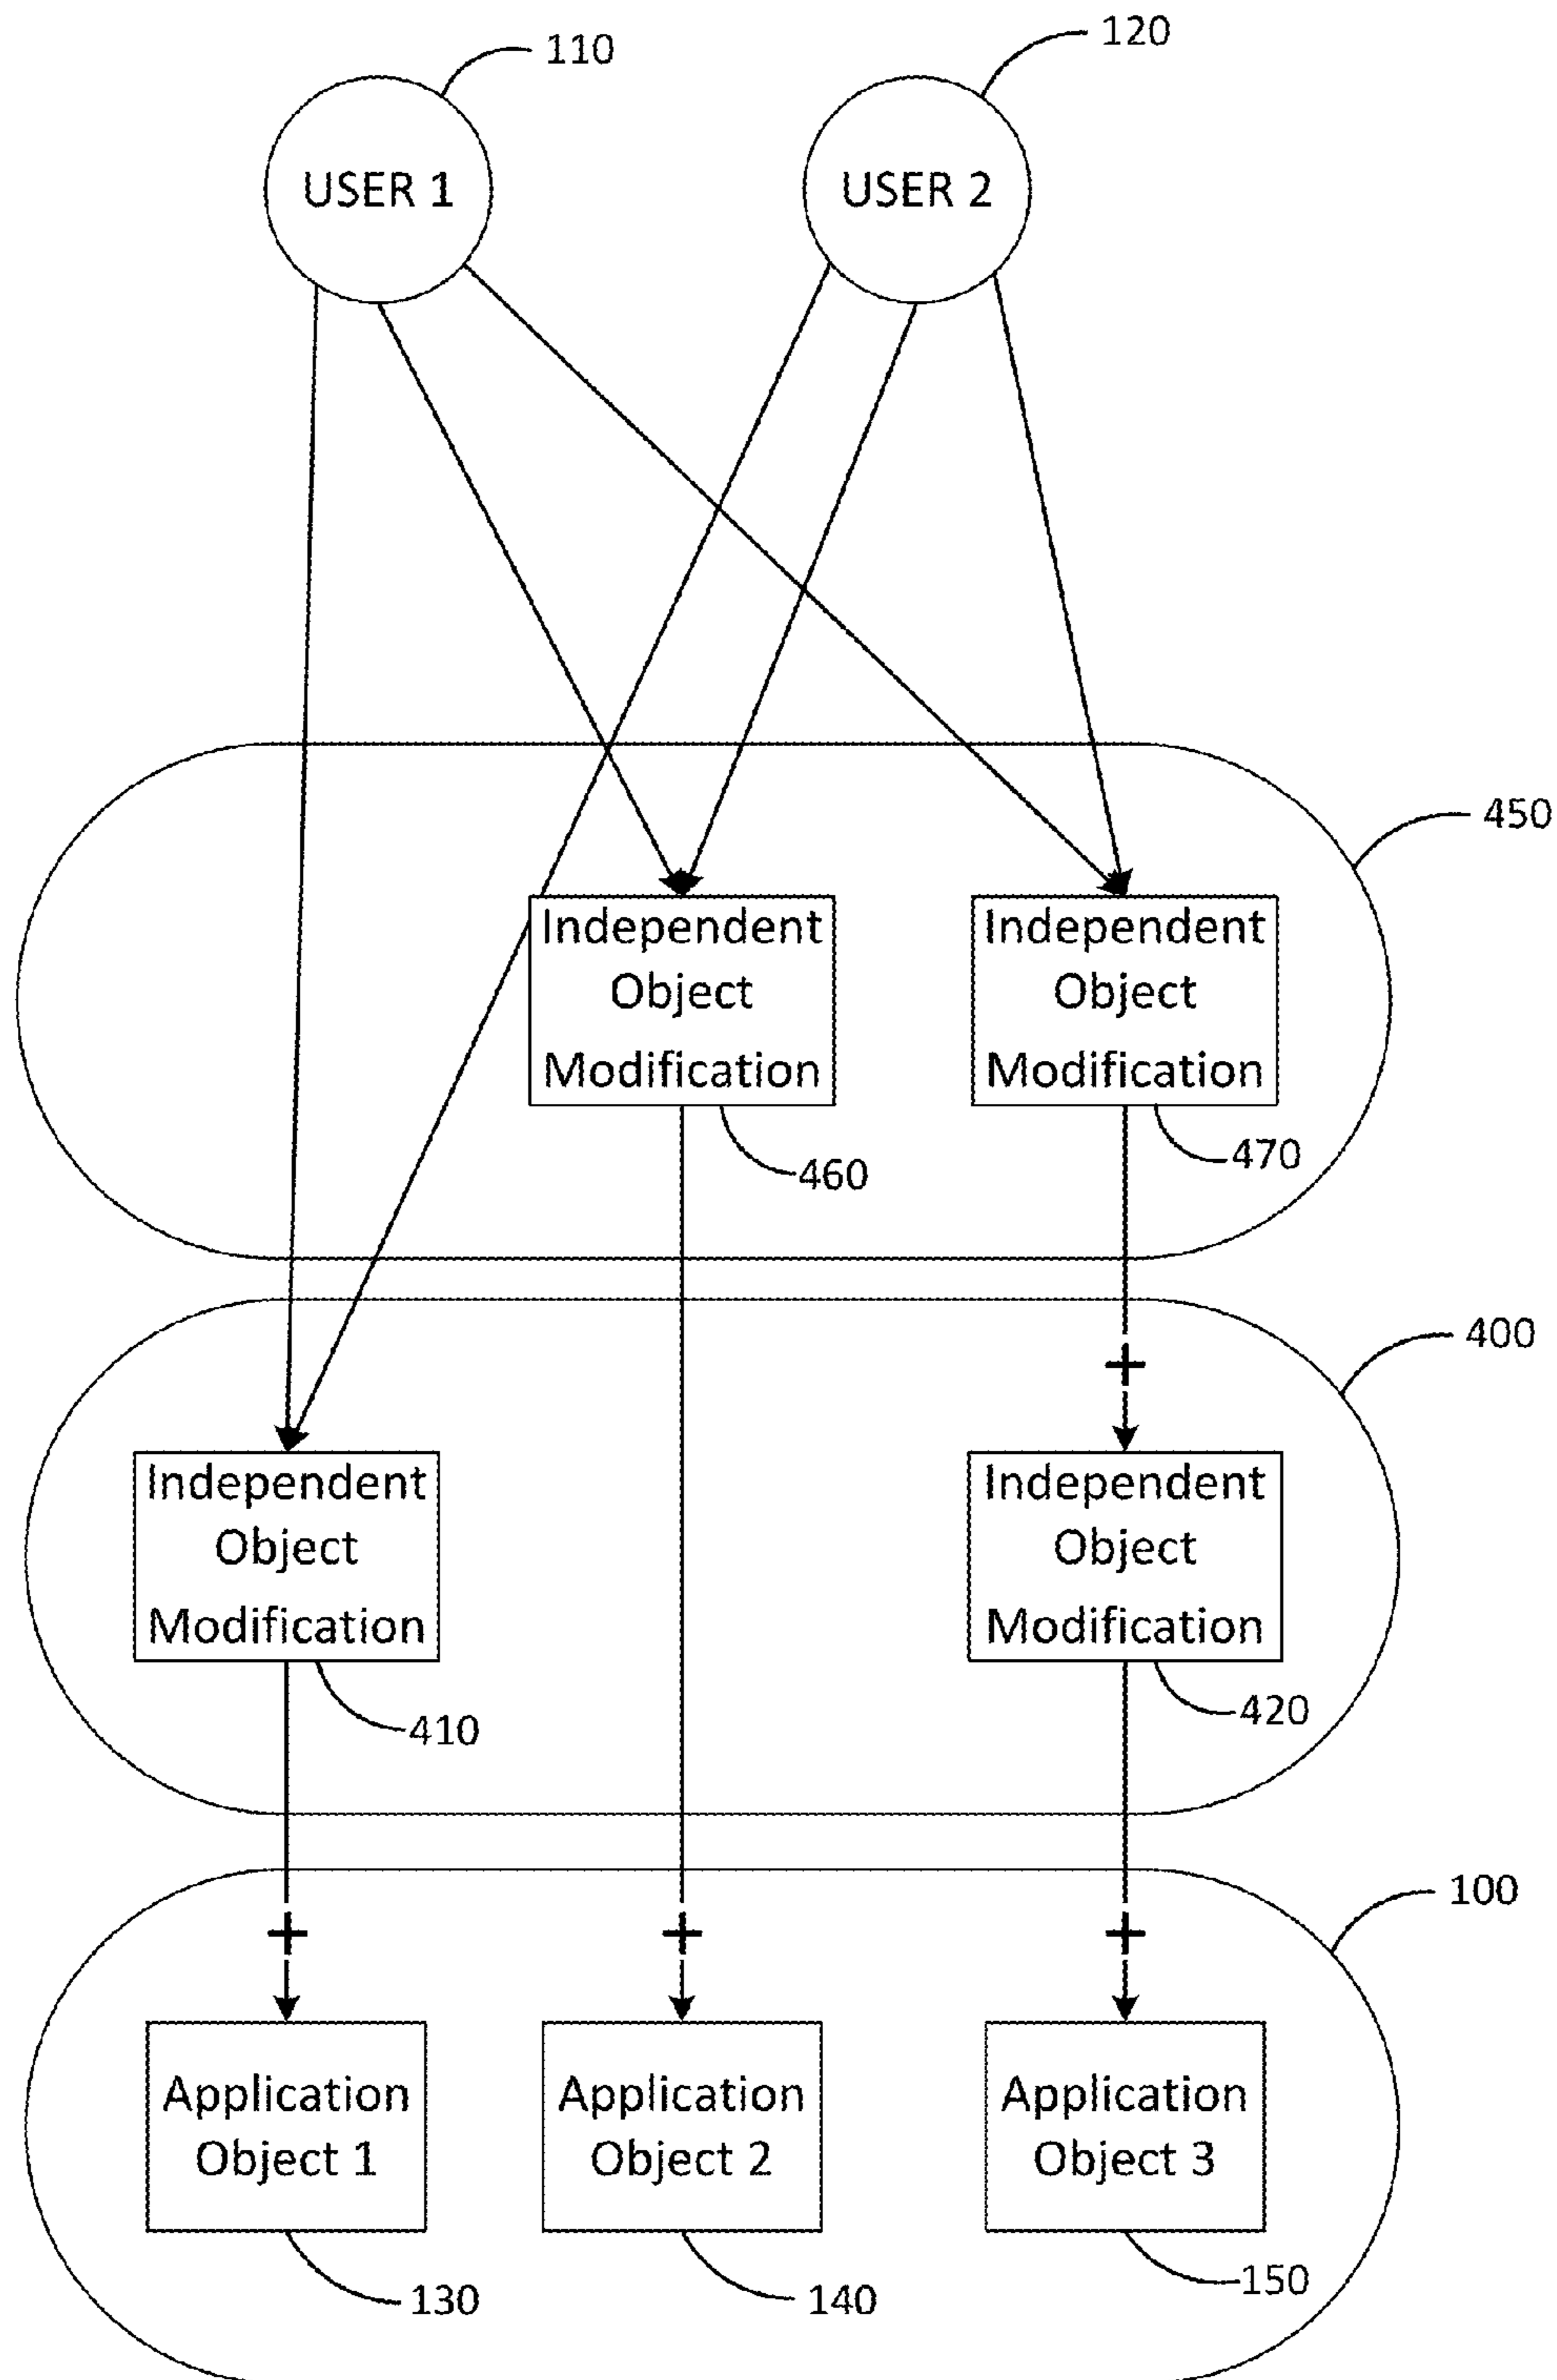 110
120
USER 1
USER 2
450
Independent
Object
Modification
460
Independent
Object
Modification
470
400
Independent
Object
Modification
410
Independent
Object
Modification
420
100
Application
Object 1
130
Application
Object 2
140
Application
Object 3
150